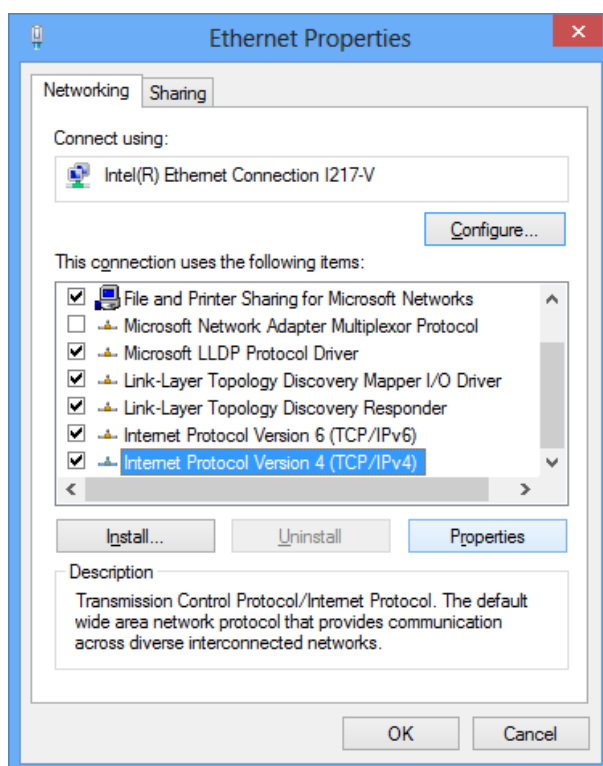 Ethernet Properties
Networking
Sharing
Connect using:
Intel(R) Ethernet Connection I217-V
Configure...
This connection uses the following items:
File and Printer Sharing for Microsoft Networks
Microsoft Network Adapter Multiplexor Protocol
Microsoft LLDP Protocol Driver
Link-Layer Topology Discovery Mapper I/O Driver
Link-Layer Topology Discovery Responder
Internet Protocol Version 6 (TCP/IPv6)
Internet Protocol Version 4 (TCP/IPv4)
Install...
Uninstall
Properties
Description
Transmission Control Protocol/Internet Protocol. The default
wide area network protocol that provides communication
across diverse interconnected networks.
OK
Cancel